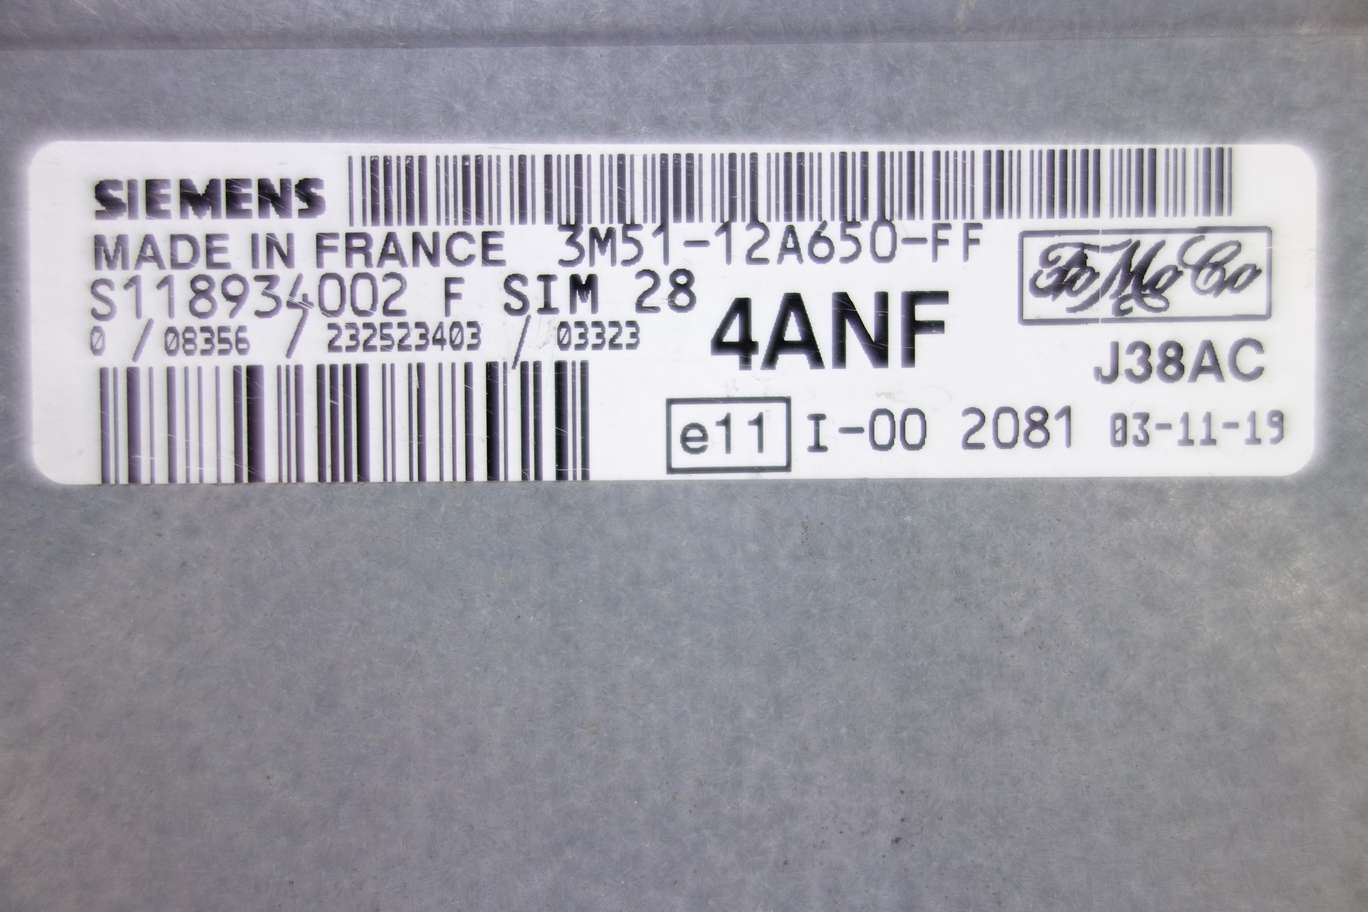 SIEMENS
MADE IN FRANCE 3M51-12A650-FF
S118934002 F SIM 28
FoMoCo
0 / 08356 / 232523403 / 03323
4ANF
J38AC
e11 I-00 2081 03-11-19